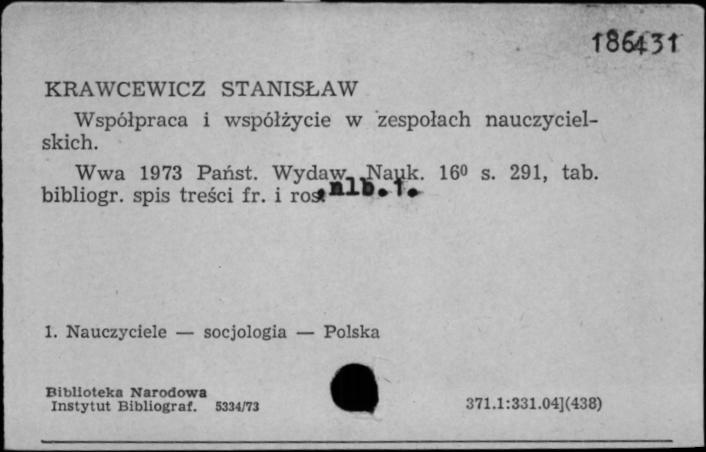 186431
KRAWCEWICZ STANISŁAW
Współpraca i współżycie w zespołach nauczyciel-
skich.
Wwa 1973 Państ. Wydaw. Nauk. 16⁰ s. 291, tab.
bibliogr. spis treści fr. i ros. nlb. 1.
1. Nauczyciele — socjologia — Polska
Biblioteka Narodowa
Instytut Bibliograf. 5334/73
371.1:331.04](438)